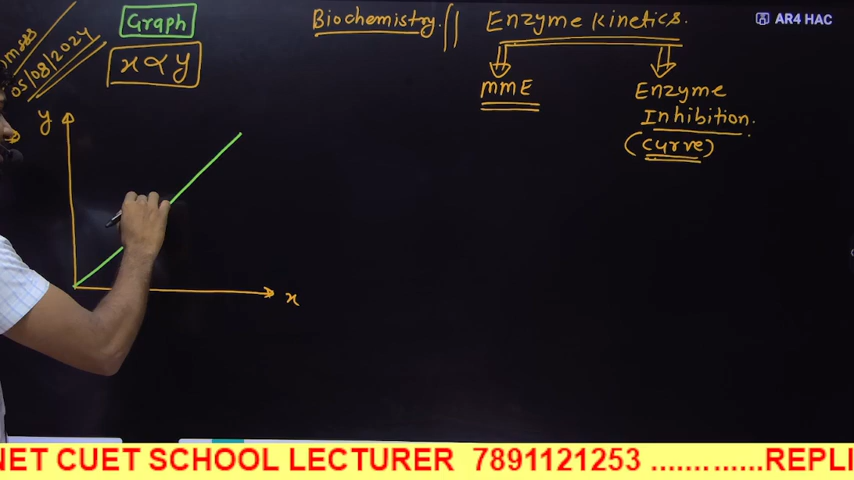 05/08/2024
Graph
x ∝ y
y
x
Biochemistry. || Enzyme Kinetics.
MME
Enzyme
Inhibition.
(Curve)
AR4 HAC
NET CUET SCHOOL LECTURER 7891121253 .............REPLI